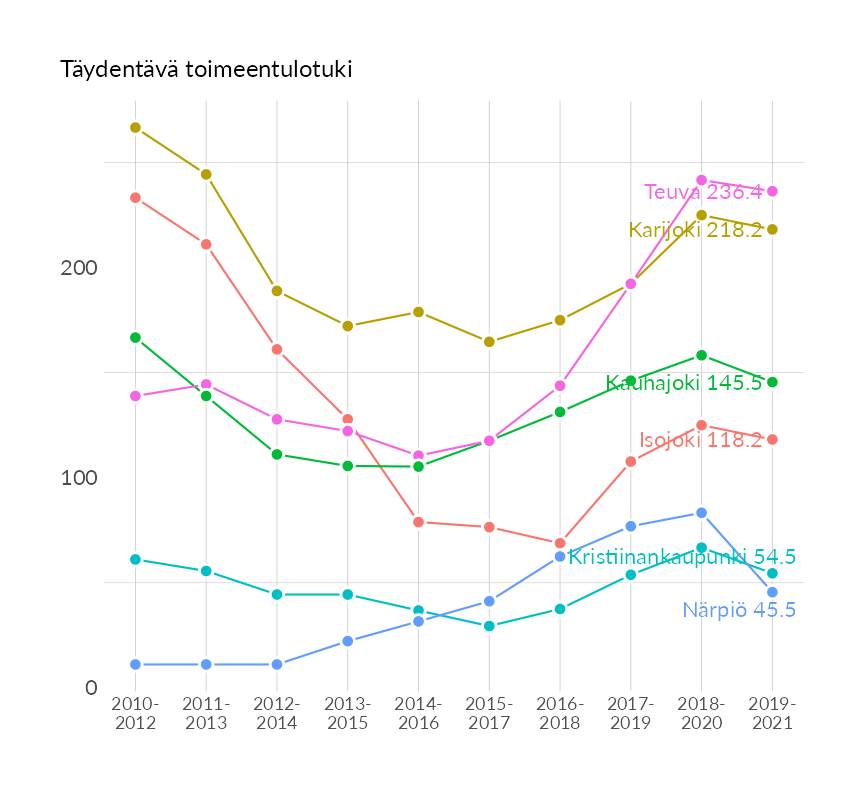 Täydentävä toimeentulotuki
Teuva 236.4
Karijoki 218.2
200
Kauhajoki 145.5
Isojoki 118.2
100
Kristiinankaupunki 54.5
Närpiö 45.5
0
2010- 2011- 2012- 2013- 2014- 2015- 2016- 2017- 2018- 2019-
2012 2013 2014 2015 2016 2017 2018 2019 2020 2021